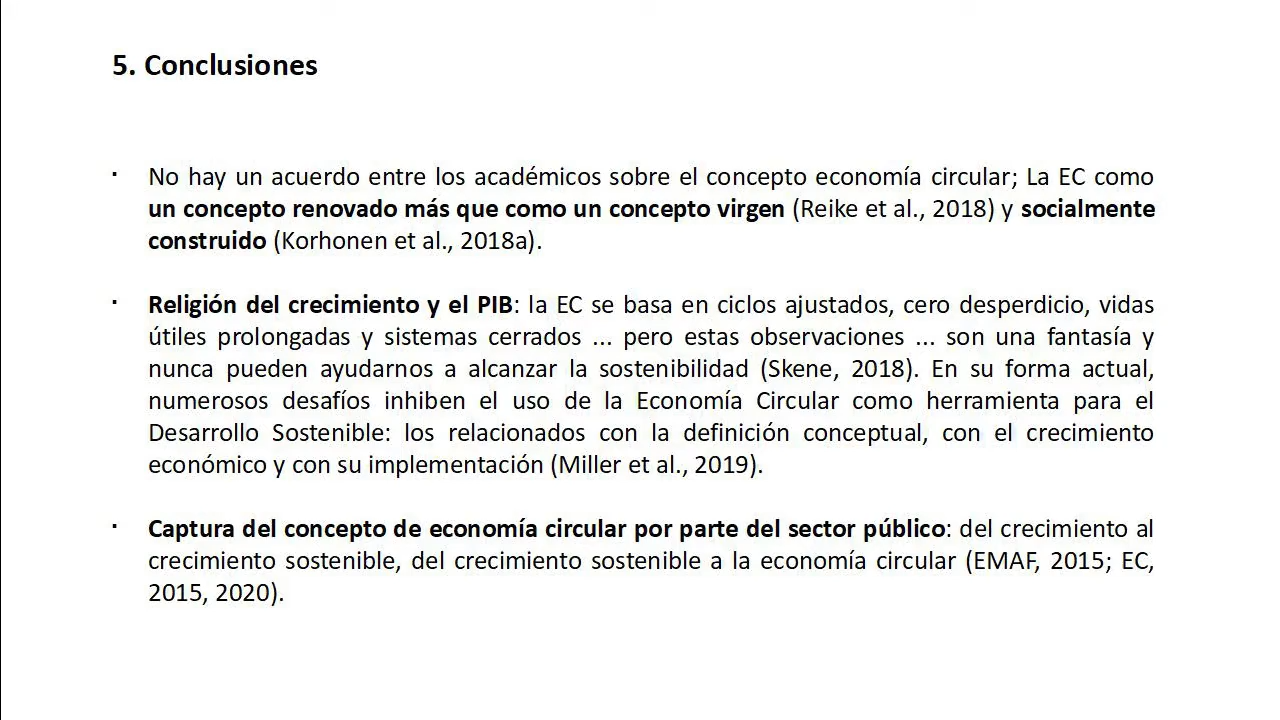 5. Conclusiones
· No hay un acuerdo entre los académicos sobre el concepto economía circular; La EC como
un concepto renovado más que como un concepto virgen (Reike et al., 2018) y socialmente
construido (Korhonen et al., 2018a).
· Religión del crecimiento y el PIB: la EC se basa en ciclos ajustados, cero desperdicio, vidas
útiles prolongadas y sistemas cerrados ... pero estas observaciones ... son una fantasía y
nunca pueden ayudarnos a alcanzar la sostenibilidad (Skene, 2018). En su forma actual,
numerosos desafíos inhiben el uso de la Economía Circular como herramienta para el
Desarrollo Sostenible: los relacionados con la definición conceptual, con el crecimiento
económico y con su implementación (Miller et al., 2019).
· Captura del concepto de economía circular por parte del sector público: del crecimiento al
crecimiento sostenible, del crecimiento sostenible a la economía circular (EMAF, 2015; EC,
2015, 2020).